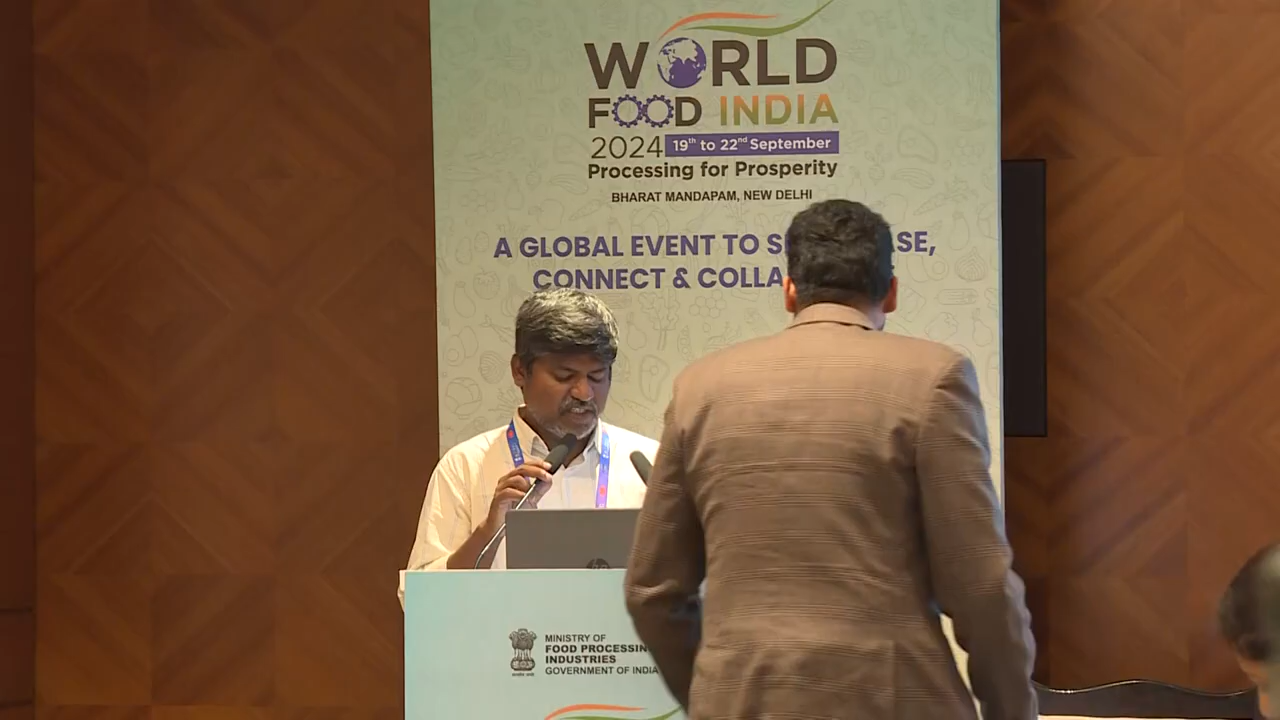 WORLD
FOOD INDIA
2024 19th to 22nd September
Processing for Prosperity
BHARAT MANDAPAM, NEW DELHI
A GLOBAL EVENT TO S SE,
CONNECT & COLLA
hp
MINISTRY OF
FOOD PROCESSING
INDUSTRIES
GOVERNMENT OF INDIA